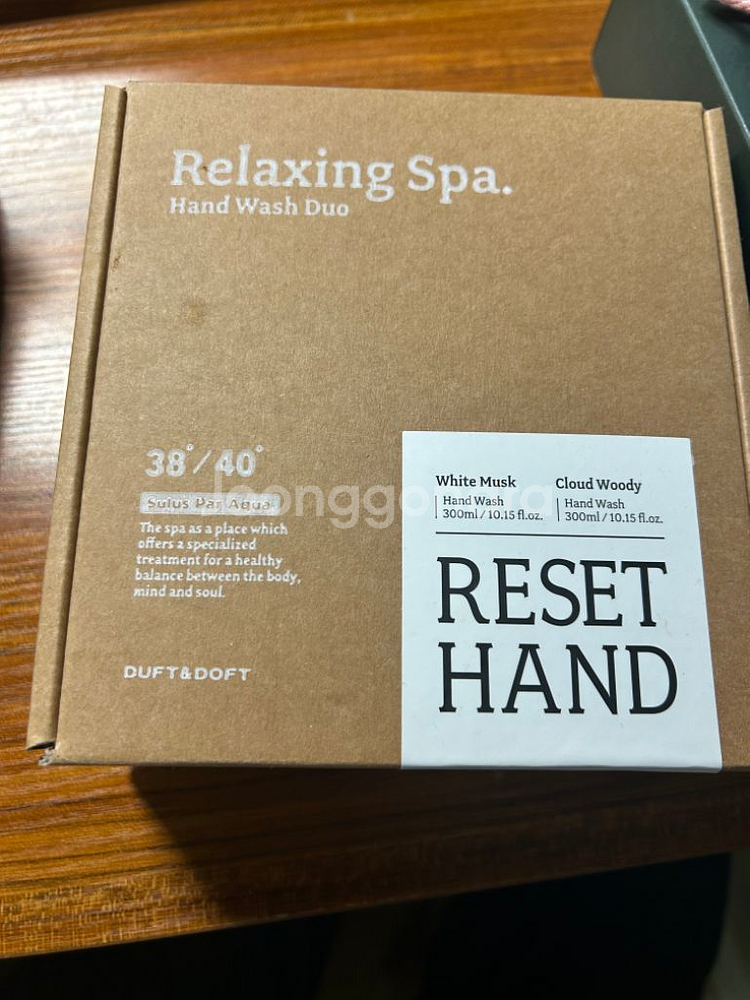 Relaxing Spa.
Hand Wash Duo
38°/40°
Sulus Par Aqua.
The spa as a place which
offers a specialized
treatment for a healthy
balance between the body,
mind and soul.
DUFT&DOFT
White Musk
Hand Wash
300ml / 10.15 fl.oz.
Cloud Woody
Hand Wash
300ml / 10.15 fl.oz.
RESET
HAND